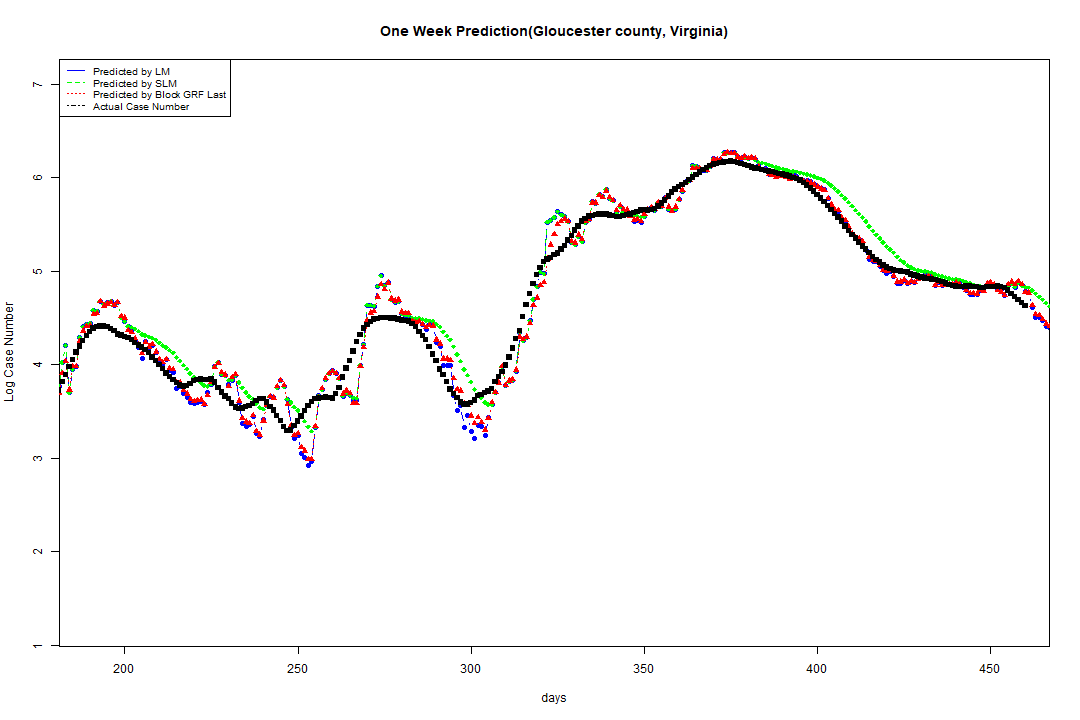 One Week Prediction(Gloucester county, Virginia)
Predicted by LM
Predicted by SLM
Predicted by Block GRF Last
Actual Case Number
7
6
5
4
3
2
1
Log Case Number
200 250 300 350 400 450
days